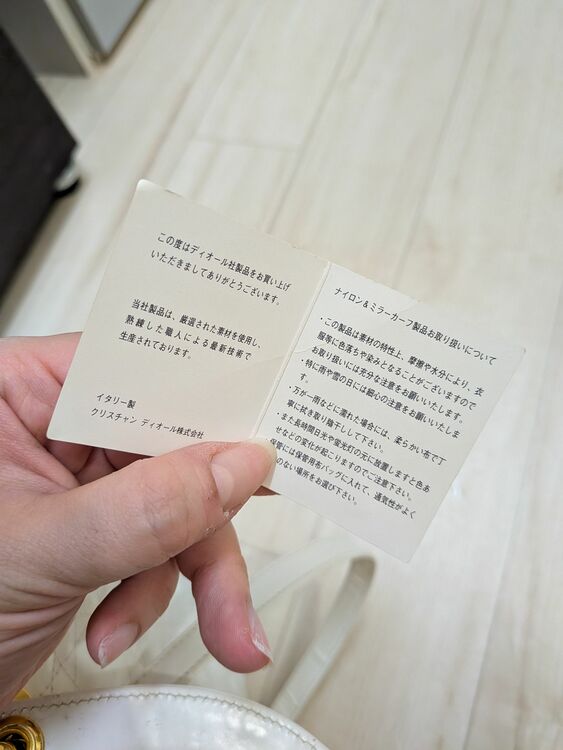 この度はディオール社製品をお買い上げ
いただきましてありがとうございます。
当社製品は、厳選された素材を使用し、
熟練した職人による最新技術で
生産されております。
イタリー製
クリスチャン ディオール株式会社
ナイロン&ミラーカーフ製品お取り扱いについて
・この製品は素材の特性上、摩擦や水分により、衣
服等に色落ちや染みとなることがございますので
お取り扱いには充分な注意をお願いいたします。
・特に雨や雪の日には細心の注意をお願いいたしま
す。
・万が一雨などに濡れた場合には、柔らかい布で丁
寧に拭き取り陰干しして下さい。
・また長時間日光や蛍光灯の元に放置しますと色あ
せなどの変化が起こりますのでご注意下さい。
保管には保管用布バッグに入れて、通気性がよく
のない場所をお選び下さい。